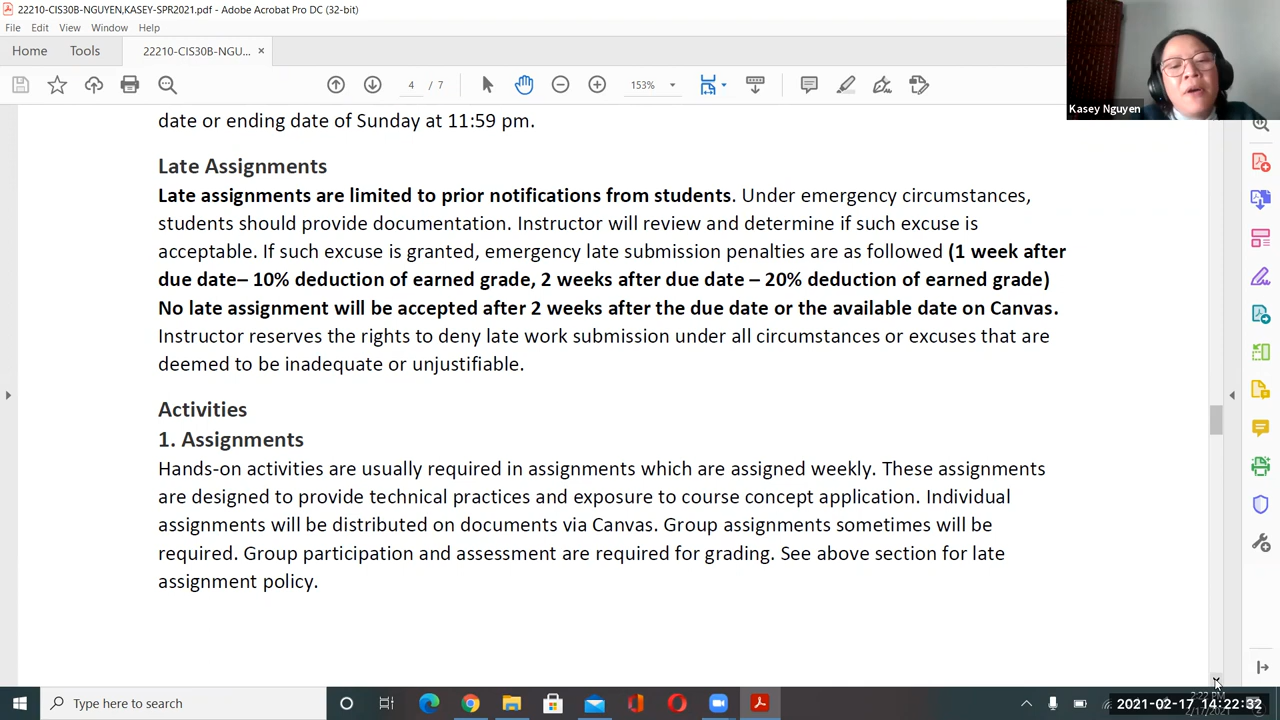 22210-CIS30B-NGUYEN,KASEY-SPR2021.pdf - Adobe Acrobat Pro DC (32-bit)
File Edit View Window Help
Home Tools 22210-CIS30B-NGU... ×
4 / 7 153%
Kasey Nguyen
date or ending date of Sunday at 11:59 pm.
Late Assignments
Late assignments are limited to prior notifications from students. Under emergency circumstances,
students should provide documentation. Instructor will review and determine if such excuse is
acceptable. If such excuse is granted, emergency late submission penalties are as followed (1 week after
due date– 10% deduction of earned grade, 2 weeks after due date – 20% deduction of earned grade)
No late assignment will be accepted after 2 weeks after the due date or the available date on Canvas.
Instructor reserves the rights to deny late work submission under all circumstances or excuses that are
deemed to be inadequate or unjustifiable.
Activities
1. Assignments
Hands-on activities are usually required in assignments which are assigned weekly. These assignments
are designed to provide technical practices and exposure to course concept application. Individual
assignments will be distributed on documents via Canvas. Group assignments sometimes will be
required. Group participation and assessment are required for grading. See above section for late
assignment policy.
Type here to search
2:22 PM
2021-02-17 14:22:32